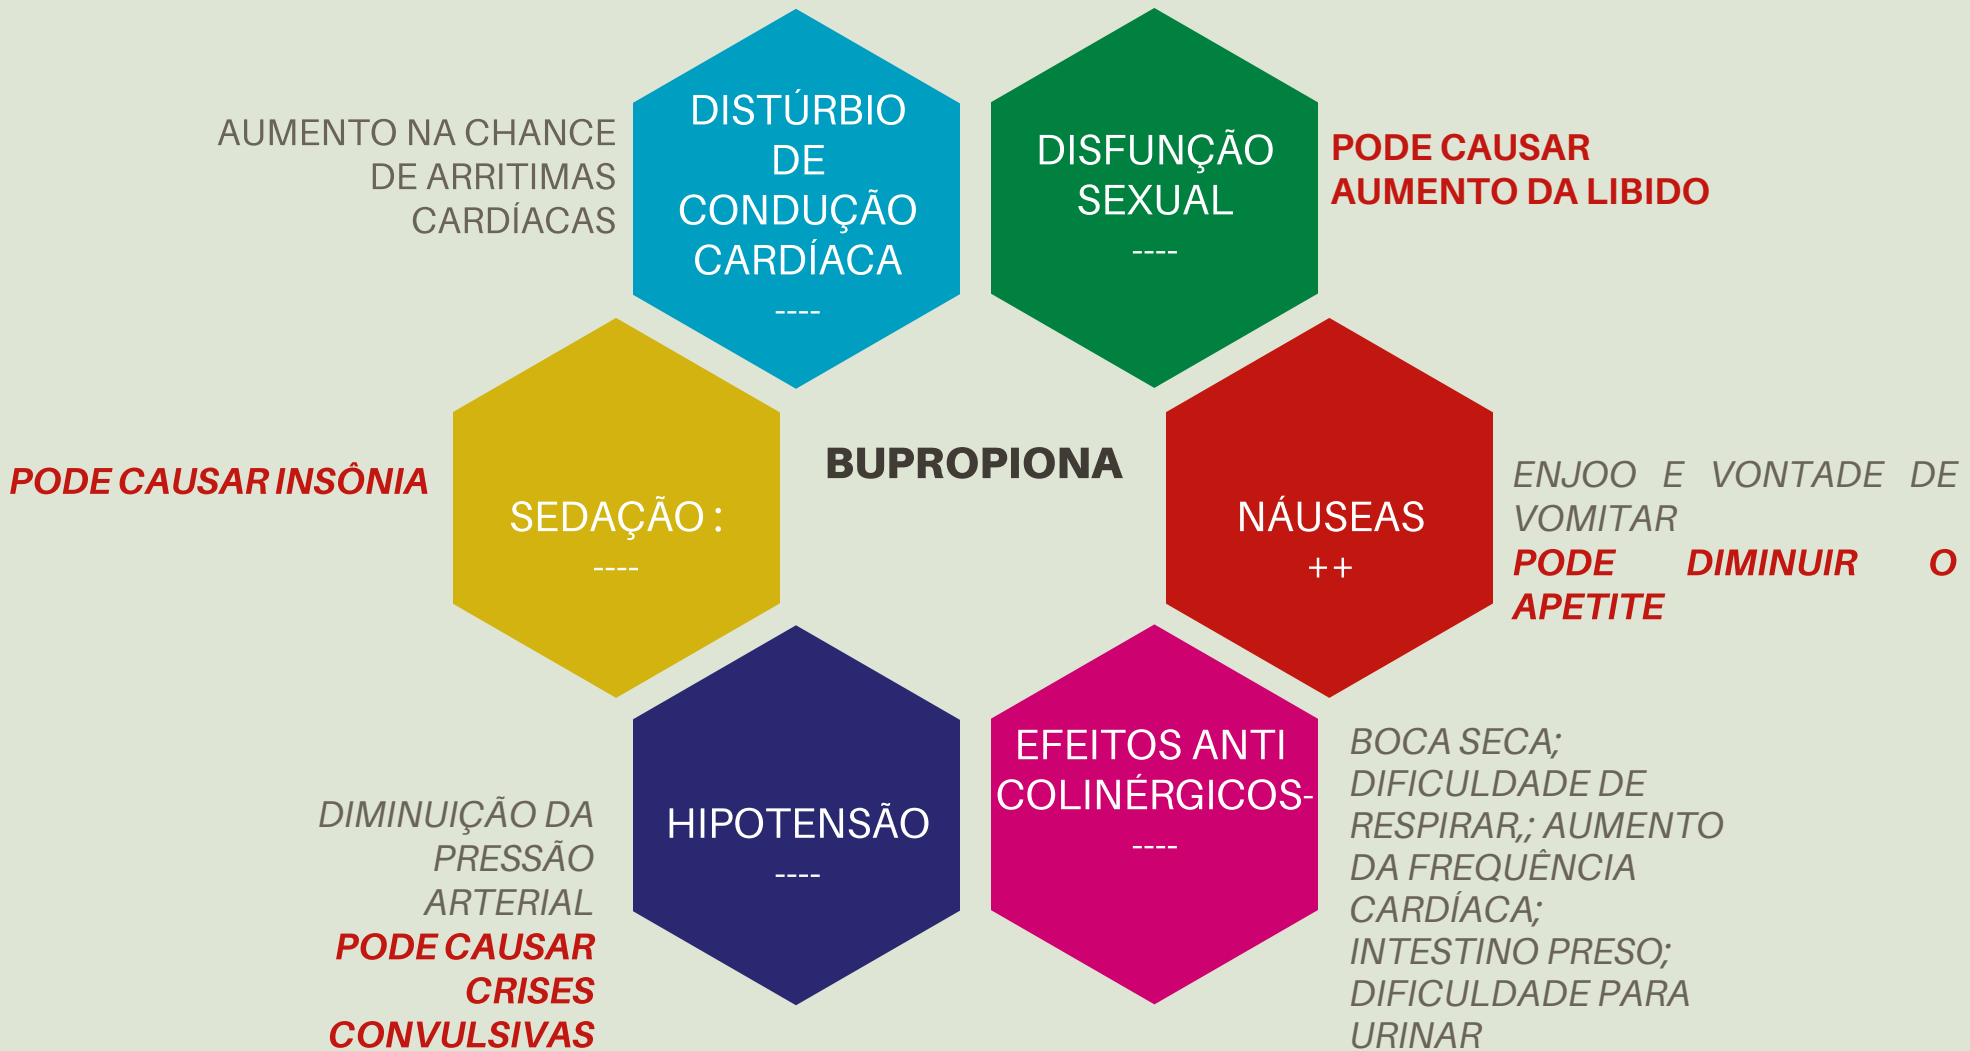 AUMENTO NA CHANCE
DE ARRITIMAS
CARDÍACAS
DISTÚRBIO
DE
CONDUÇÃO
CARDÍACA
----
DISFUNÇÃO
SEXUAL
----
PODE CAUSAR
AUMENTO DA LIBIDO
PODE CAUSAR INSÔNIA
SEDAÇÃO :
----
BUPROPIONA
NÁUSEAS
++
ENJOO E VONTADE DE
VOMITAR
PODE DIMINUIR O
APETITE
DIMINUIÇÃO DA
PRESSÃO
ARTERIAL
PODE CAUSAR
CRISES
CONVULSIVAS
HIPOTENSÃO
----
EFEITOS ANTI
COLINÉRGICOS-
----
BOCA SECA;
DIFICULDADE DE
RESPIRAR,; AUMENTO
DA FREQUÊNCIA
CARDÍACA;
INTESTINO PRESO;
DIFICULDADE PARA
URINAR